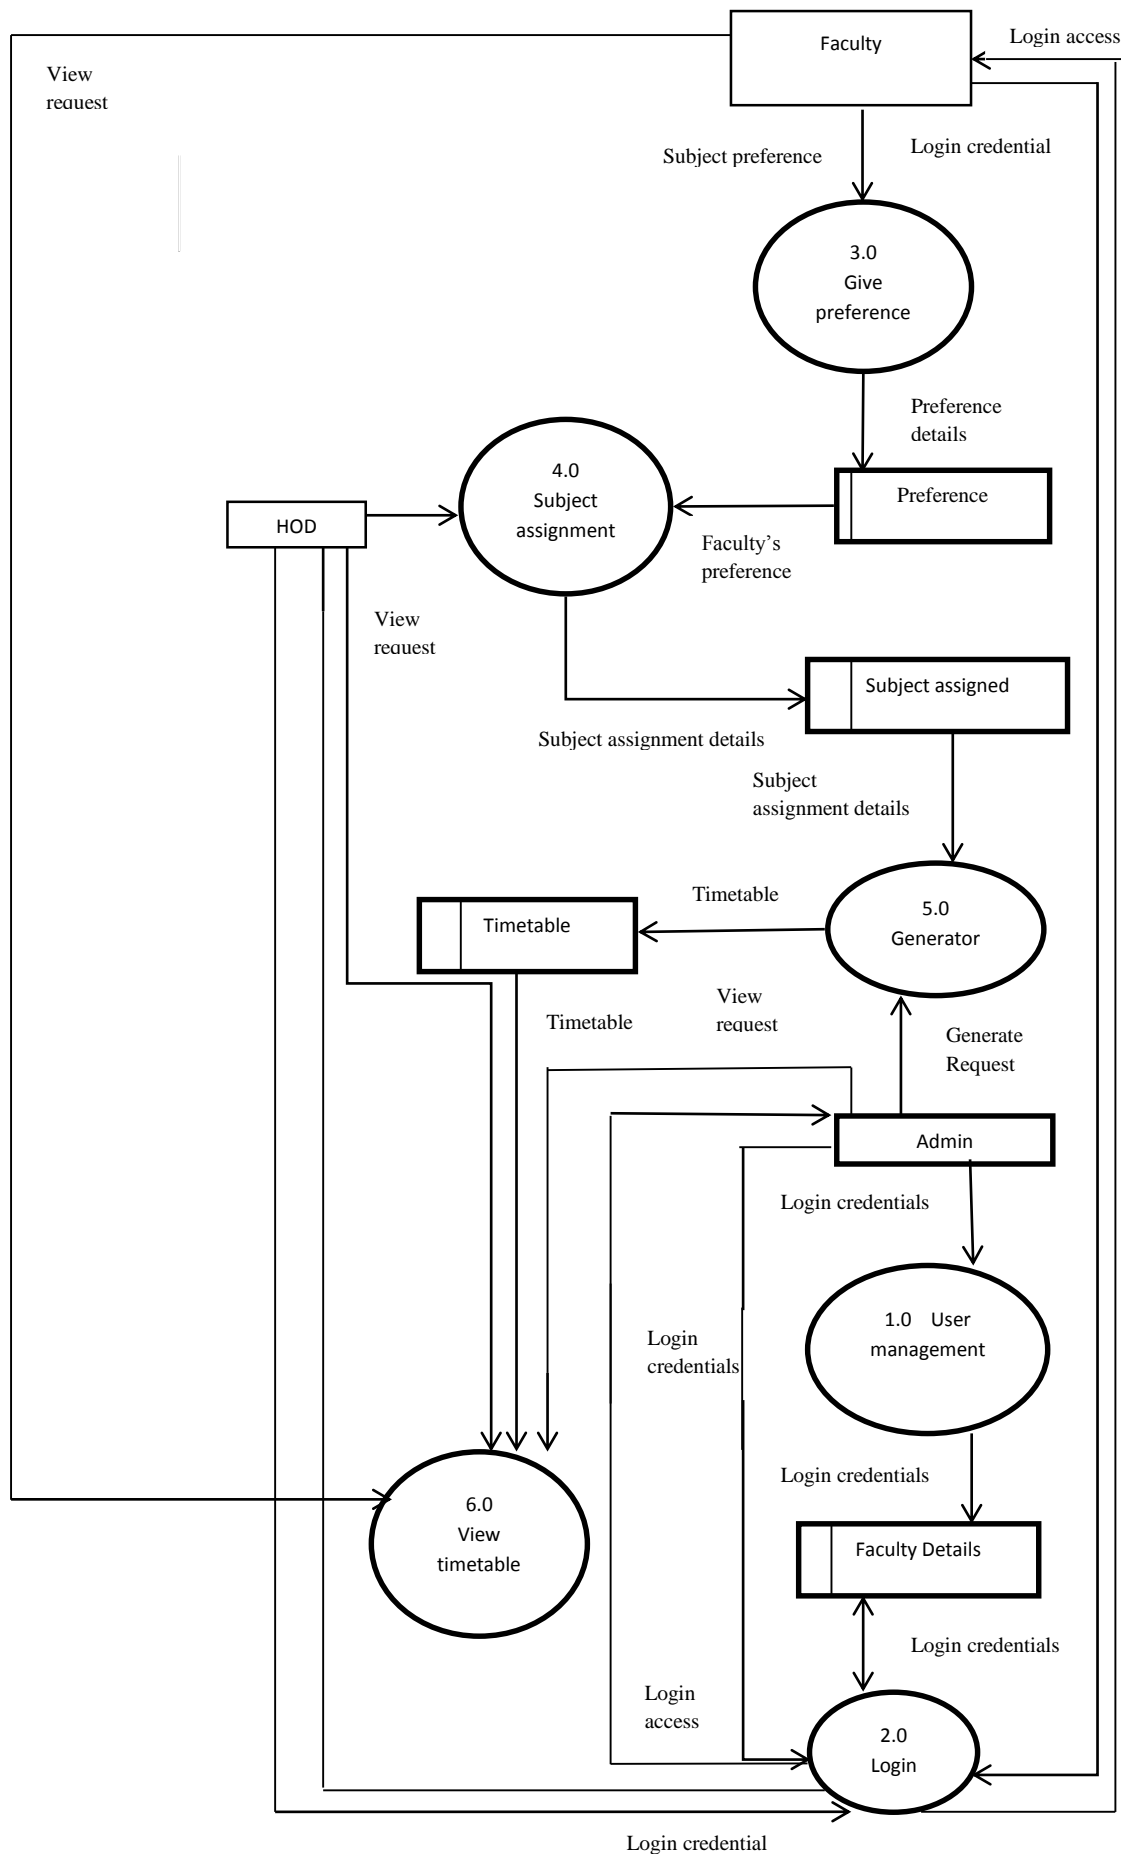 Faculty
Login access
View
request
Subject preference
Login credential
3.0
Give
preference
Preference
details
4.0
Subject
assignment
Preference
HOD
Faculty's
preference
View
request
Subject assigned
Subject assignment details
Subject
assignment details
Timetable
Timetable
5.0
Generator
View
request
Timetable
Generate
Request
Admin
Login credentials
1.0 User
management
Login
credentials
Login credentials
6.0
View
timetable
Faculty Details
Login credentials
Login
access
2.0
Login
Login credential